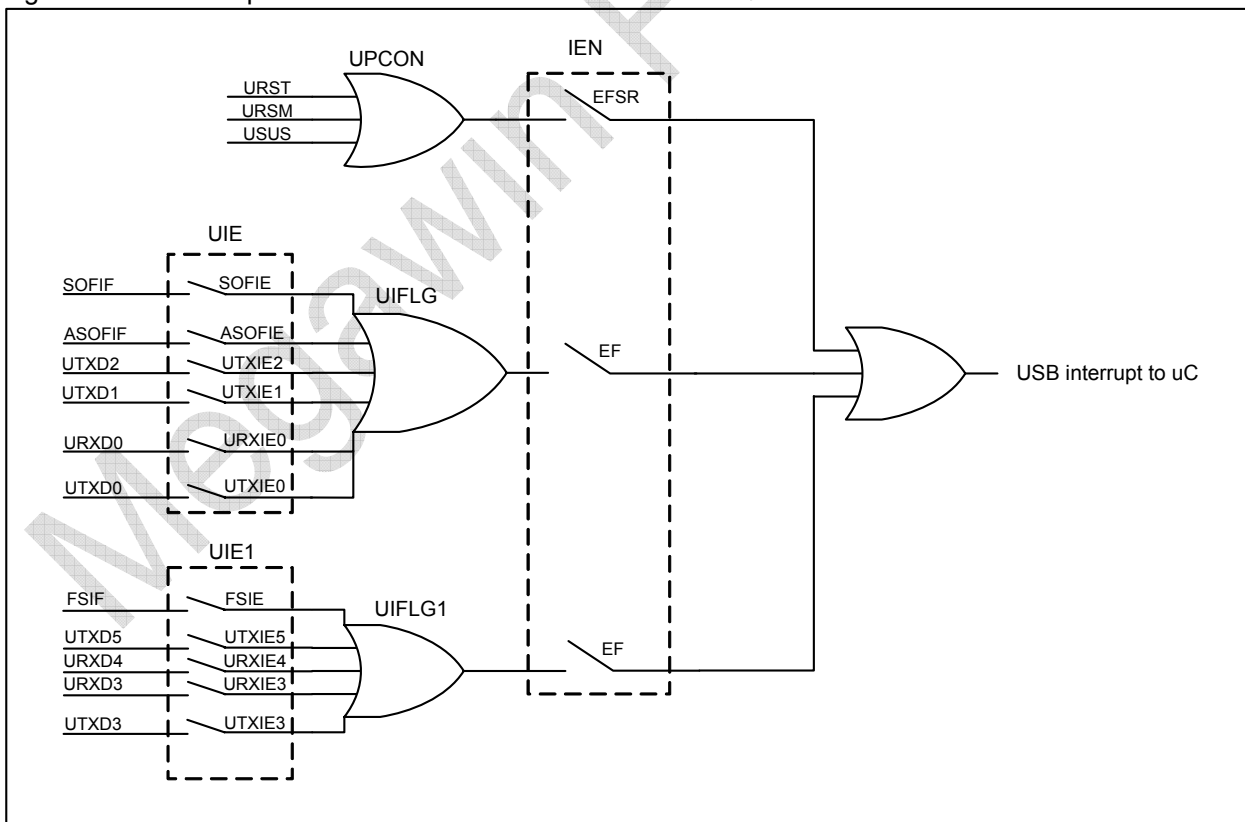 UPCON
IEN
URST
URSM
USUS
EFSR
UIE
SOFIF
SOFIE
UIFLG
ASOFIF
ASOFIE
UTXD2
UTXIE2
UTXD1
UTXIE1
URXD0
URXIE0
UTXD0
UTXIE0
EF
USB interrupt to uC
UIE1
FSIF
FSIE
UIFLG1
UTXD5
UTXIE5
URXD4
URXIE4
URXD3
URXIE3
UTXD3
UTXIE3
EF
Megawin